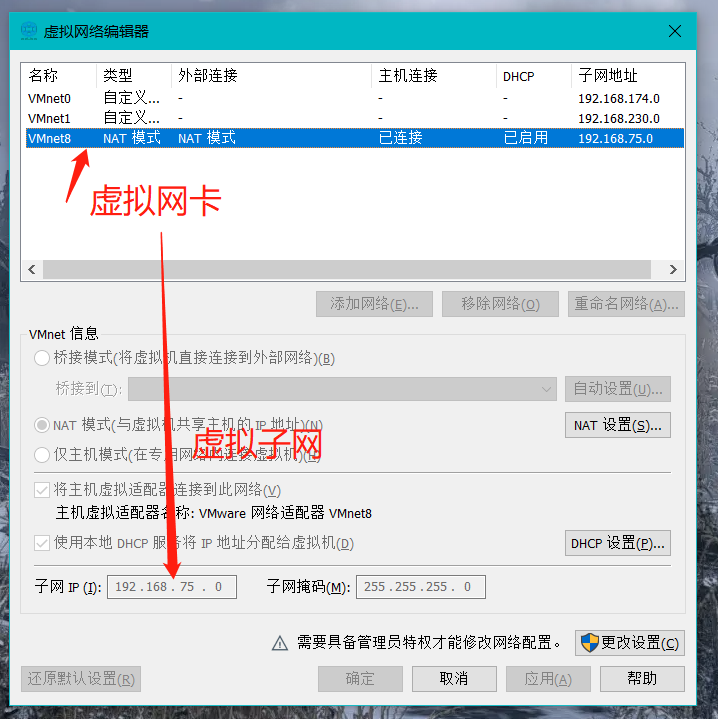 虚拟网络编辑器
名称 类型 外部连接 主机连接 DHCP 子网地址
VMnet0 自定义... - - - 192.168.174.0
VMnet1 自定义... - - - 192.168.230.0
VMnet8 NAT 模式 NAT 模式 已连接 已启用 192.168.75.0
虚拟网卡
添加网络(E)... 移除网络(O) 重命名网络(A)...
VMnet 信息
桥接模式(将虚拟机直接连接到外部网络)(B)
桥接到(T): 自动设置(U)...
NAT 模式(与虚拟机共享主机的 IP 地址)(N) NAT 设置(S)...
虚拟子网
仅主机模式(在专用网络内连接虚拟机)(H)
将主机虚拟适配器连接到此网络(V)
主机虚拟适配器名称: VMware 网络适配器 VMnet8
使用本地 DHCP 服务将 IP 地址分配给虚拟机(D) DHCP 设置(P)...
子网 IP (I): 192.168.75.0 子网掩码(M): 255.255.255.0
需要具备管理员特权才能修改网络配置。 更改设置(C)
还原默认设置(R) 确定 取消 应用(A) 帮助